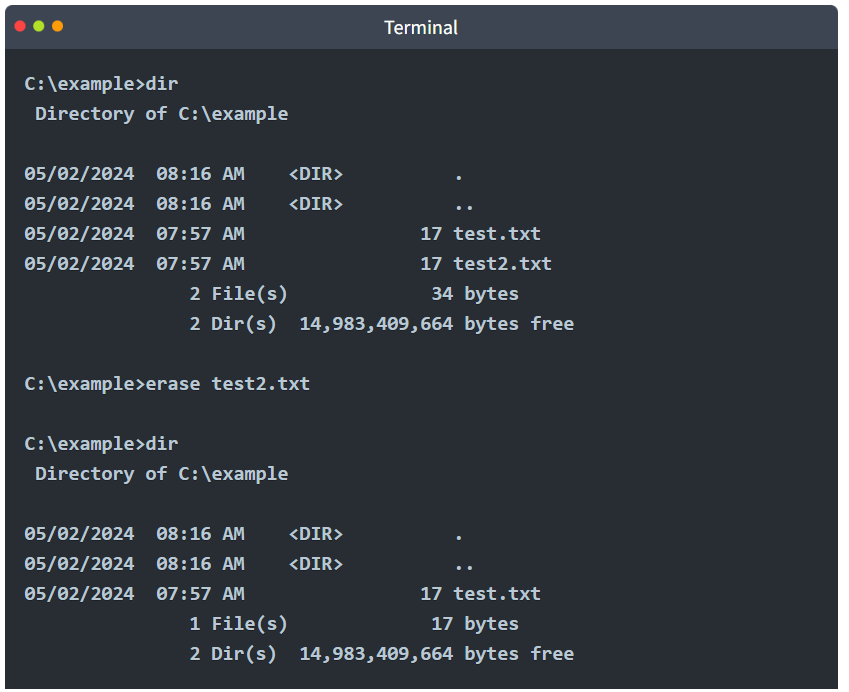 Terminal
C:\example>dir
 Directory of C:\example

05/02/2024  08:16 AM    <DIR>          .
05/02/2024  08:16 AM    <DIR>          ..
05/02/2024  07:57 AM                17 test.txt
05/02/2024  07:57 AM                17 test2.txt
               2 File(s)             34 bytes
               2 Dir(s)  14,983,409,664 bytes free

C:\example>erase test2.txt

C:\example>dir
 Directory of C:\example

05/02/2024  08:16 AM    <DIR>          .
05/02/2024  08:16 AM    <DIR>          ..
05/02/2024  07:57 AM                17 test.txt
               1 File(s)             17 bytes
               2 Dir(s)  14,983,409,664 bytes free